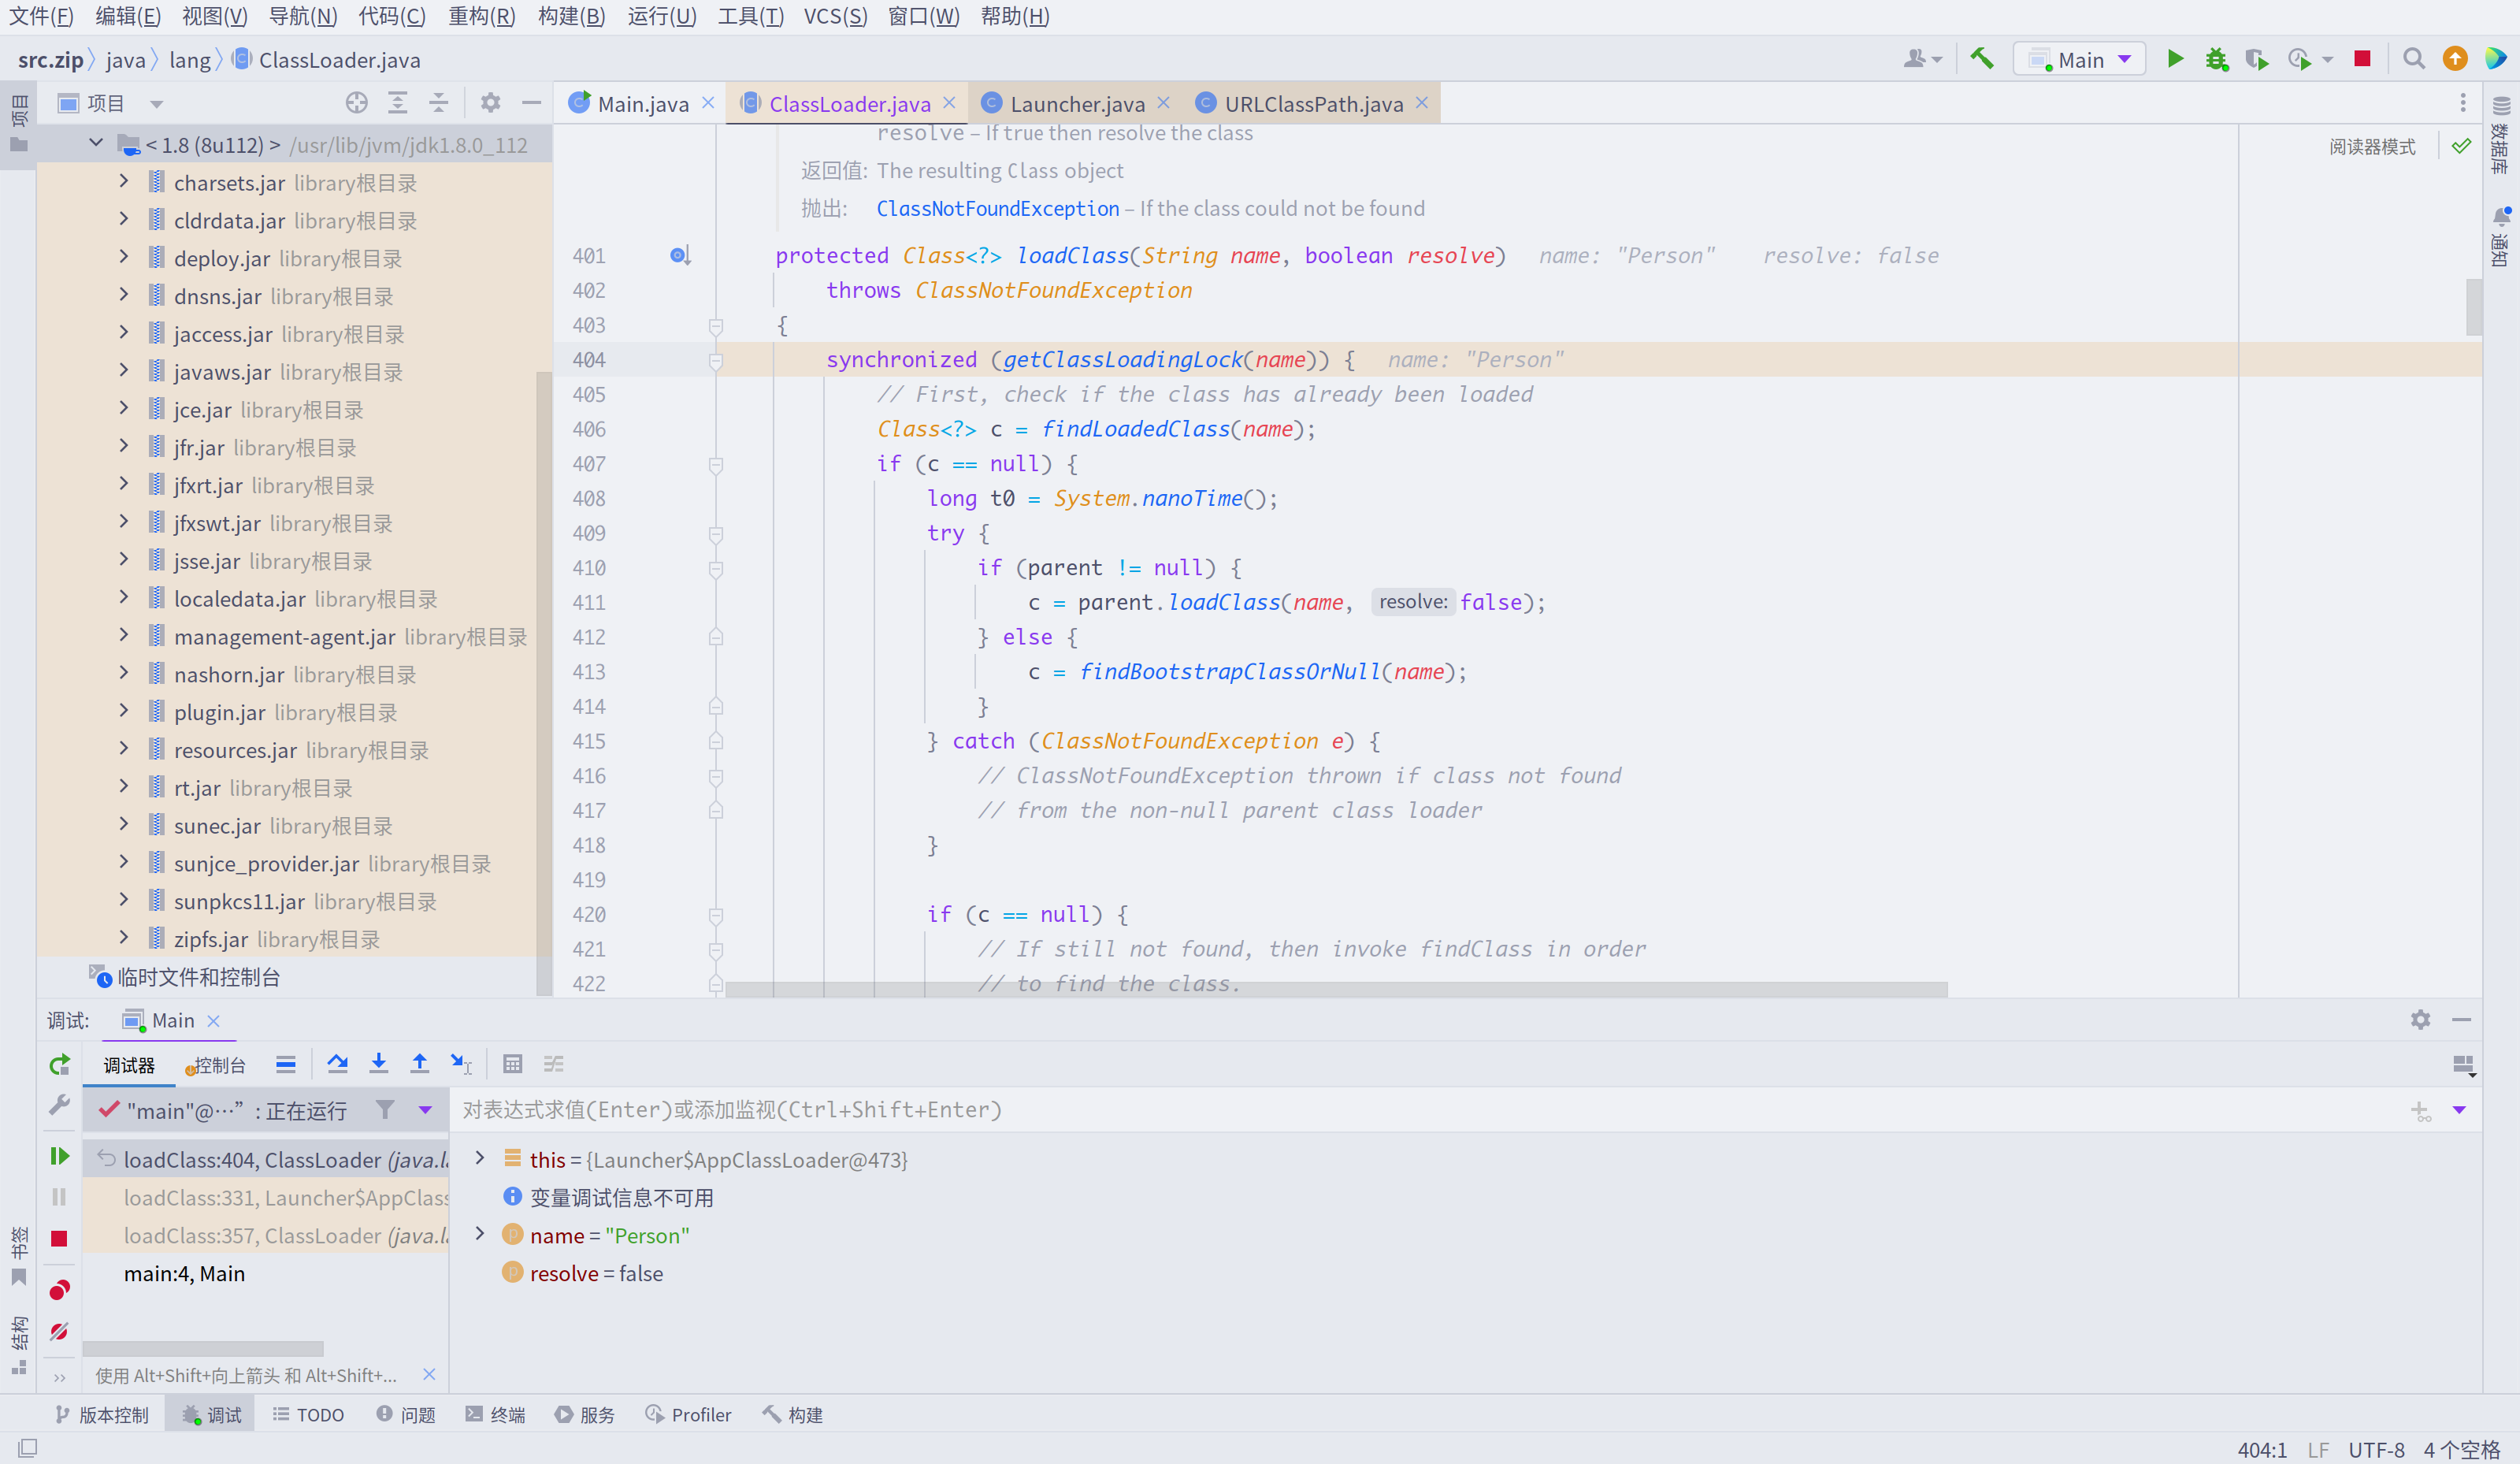 文件(F) 编辑(E) 视图(V) 导航(N) 代码(C) 重构(R) 构建(B) 运行(U) 工具(T) VCS(S) 窗口(W) 帮助(H)
src.zip java lang ClassLoader.java
Main
项目
项目
< 1.8 (8u112) > /usr/lib/jvm/jdk1.8.0_112
charsets.jar library根目录
cldrdata.jar library根目录
deploy.jar library根目录
dnsns.jar library根目录
jaccess.jar library根目录
javaws.jar library根目录
jce.jar library根目录
jfr.jar library根目录
jfxrt.jar library根目录
jfxswt.jar library根目录
jsse.jar library根目录
localedata.jar library根目录
management-agent.jar library根目录
nashorn.jar library根目录
plugin.jar library根目录
resources.jar library根目录
rt.jar library根目录
sunec.jar library根目录
sunjce_provider.jar library根目录
sunpkcs11.jar library根目录
zipfs.jar library根目录
临时文件和控制台
Main.java ClassLoader.java Launcher.java URLClassPath.java
resolve – If true then resolve the class
返回值: The resulting Class object
抛出: ClassNotFoundException – If the class could not be found
阅读器模式
401 protected Class<?> loadClass(String name, boolean resolve) name: "Person" resolve: false
402 throws ClassNotFoundException
403 {
404 synchronized (getClassLoadingLock(name)) { name: "Person"
405 // First, check if the class has already been loaded
406 Class<?> c = findLoadedClass(name);
407 if (c == null) {
408 long t0 = System.nanoTime();
409 try {
410 if (parent != null) {
411 c = parent.loadClass(name, resolve: false);
412 } else {
413 c = findBootstrapClassOrNull(name);
414 }
415 } catch (ClassNotFoundException e) {
416 // ClassNotFoundException thrown if class not found
417 // from the non-null parent class loader
418 }
419
420 if (c == null) {
421 // If still not found, then invoke findClass in order
422 // to find the class.
数据库
通知
书签
结构
调试: Main
调试器 控制台
"main"@⋯” : 正在运行
对表达式求值(Enter)或添加监视(Ctrl+Shift+Enter)
loadClass:404, ClassLoader (java.l
loadClass:331, Launcher$AppClass
loadClass:357, ClassLoader (java.l
main:4, Main
this = {Launcher$AppClassLoader@473}
变量调试信息不可用
name = "Person"
resolve = false
使用 Alt+Shift+向上箭头 和 Alt+Shift+...
版本控制 调试 TODO 问题 终端 服务 Profiler 构建
404:1 LF UTF-8 4 个空格